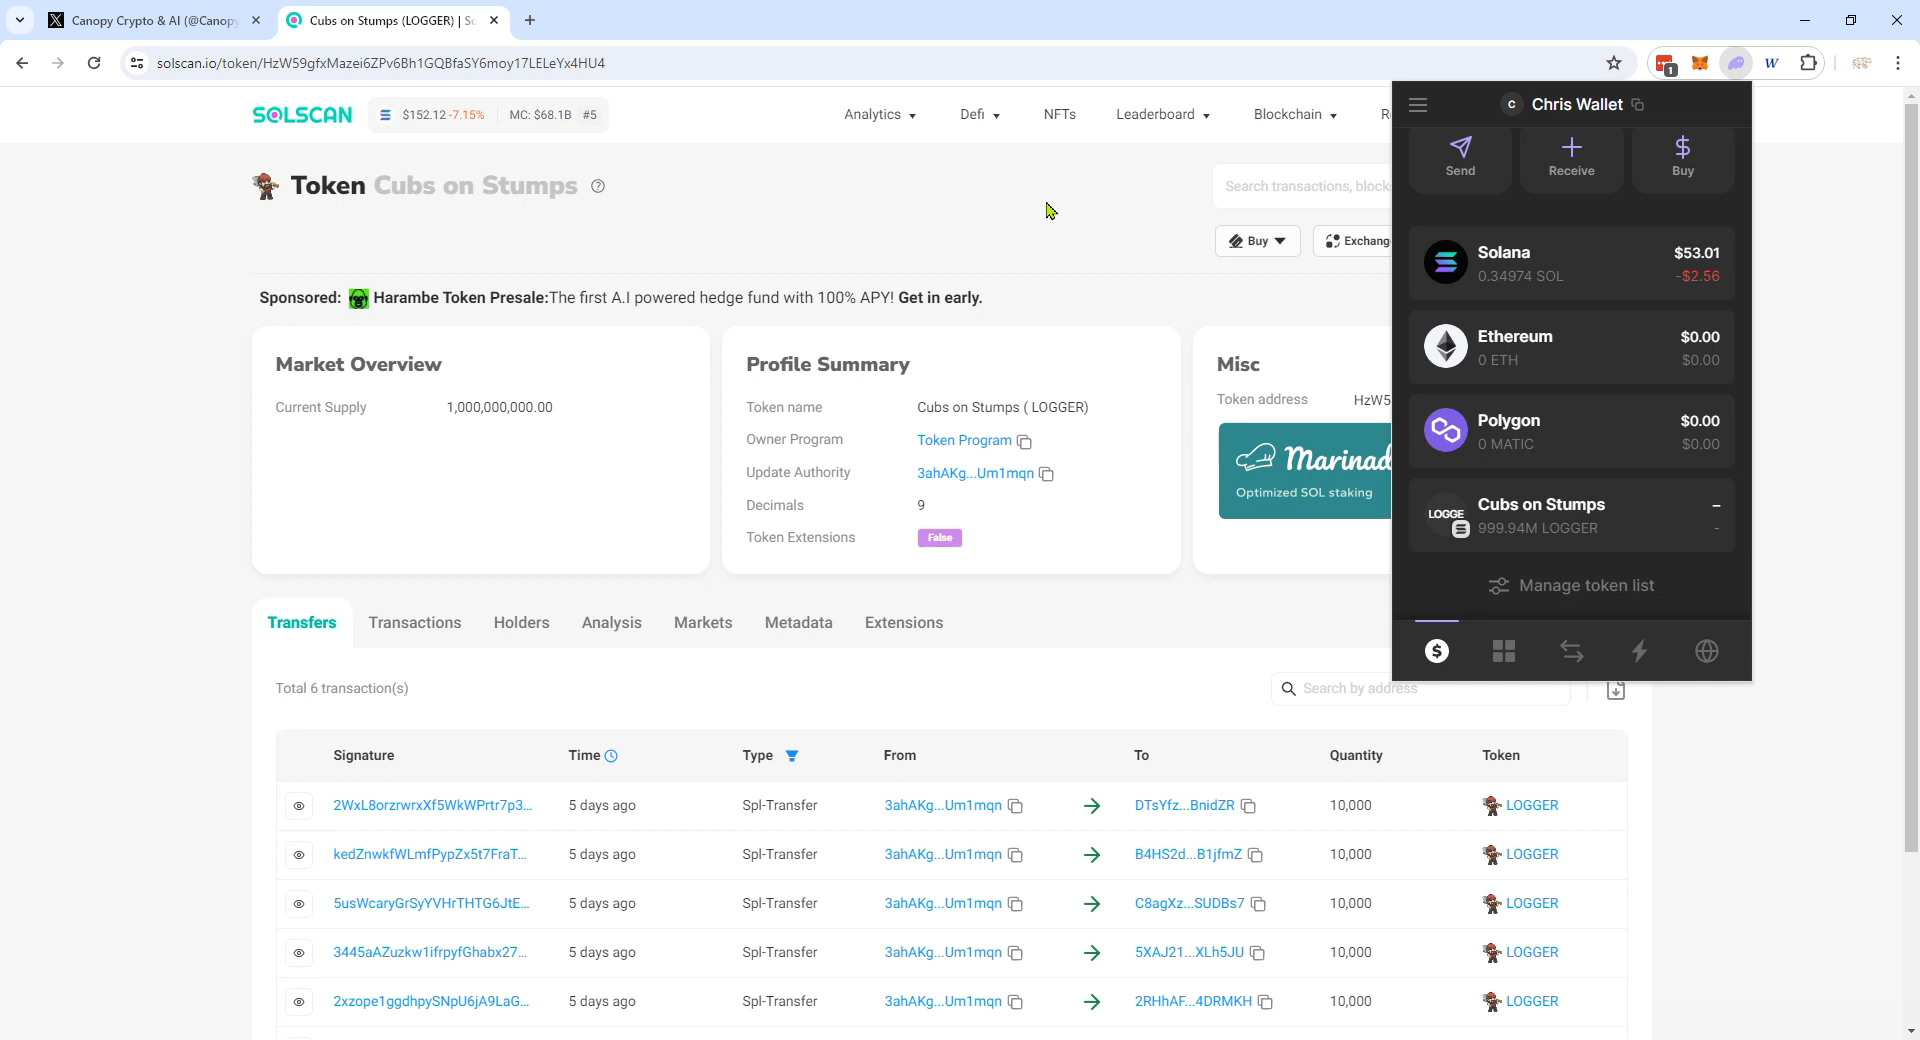 Canopy Crypto & AI (@Canopy
Cubs on Stumps (LOGGER) | So
solscan.io/token/HzW59gfxMazei6ZPv6Bh1GQBfaSY6moy17LELeYx4HU4
1
W
SOLSCAN
$152.12 -7.15%
MC: $68.1B #5
Analytics
Defi
NFTs
Leaderboard
Blockchain
R
Token Cubs on Stumps
Search transactions, block
Buy
Exchang
Sponsored: Harambe Token Presale:The first A.I powered hedge fund with 100% APY! Get in early.
Market Overview
Current Supply 1,000,000,000.00
Profile Summary
Token name Cubs on Stumps ( LOGGER)
Owner Program Token Program
Update Authority 3ahAKg...Um1mqn
Decimals 9
Token Extensions False
Misc
Token address HzW5
Marinad
Optimized SOL staking
C Chris Wallet
Send
Receive
Buy
Solana $53.01
0.34974 SOL -$2.56
Ethereum $0.00
0 ETH $0.00
Polygon $0.00
0 MATIC $0.00
LOGGE
Cubs on Stumps –
999.94M LOGGER -
Manage token list
Transfers
Transactions
Holders
Analysis
Markets
Metadata
Extensions
Total 6 transaction(s)
Search by address
Signature Time Type From To Quantity Token
2WxL8orzrwrxXf5WkWPrtr7p3... 5 days ago Spl-Transfer 3ahAKg...Um1mqn DTsYfz...BnidZR 10,000 LOGGER
kedZnwkfWLmfPypZx5t7FraT... 5 days ago Spl-Transfer 3ahAKg...Um1mqn B4HS2d...B1jfmZ 10,000 LOGGER
5usWcaryGrSyYVHrTHTG6JtE... 5 days ago Spl-Transfer 3ahAKg...Um1mqn C8agXz...SUDBs7 10,000 LOGGER
3445aAZuzkw1ifrpyfGhabx27... 5 days ago Spl-Transfer 3ahAKg...Um1mqn 5XAJ21...XLh5JU 10,000 LOGGER
2xzope1ggdhpySNpU6jA9LaG... 5 days ago Spl-Transfer 3ahAKg...Um1mqn 2RHhAF...4DRMKH 10,000 LOGGER